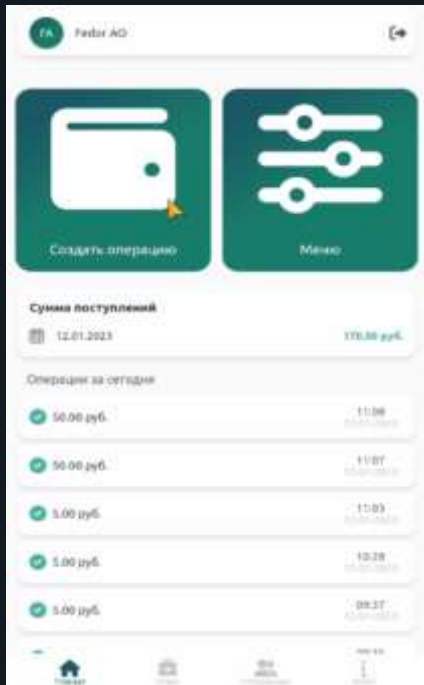 FA Fedor AO
Создать операцию
Меню
Сумма поступлений
12.01.2023 370.00 руб.
Операции за сегодня
50.00 руб. 11:08
50.00 руб. 11:07
5.00 руб. 11:03
5.00 руб. 10:28
5.00 руб. 09:37
Главная